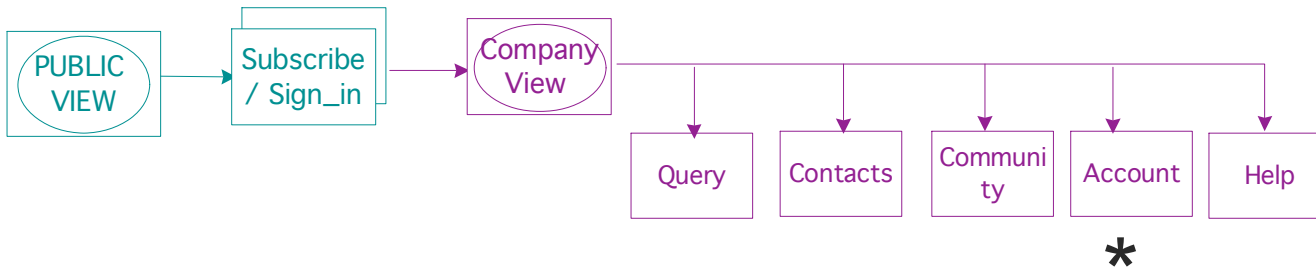 PUBLIC
VIEW
Subscribe
/ Sign_in
Company
View
Query
Contacts
Communi
ty
Account
Help
*